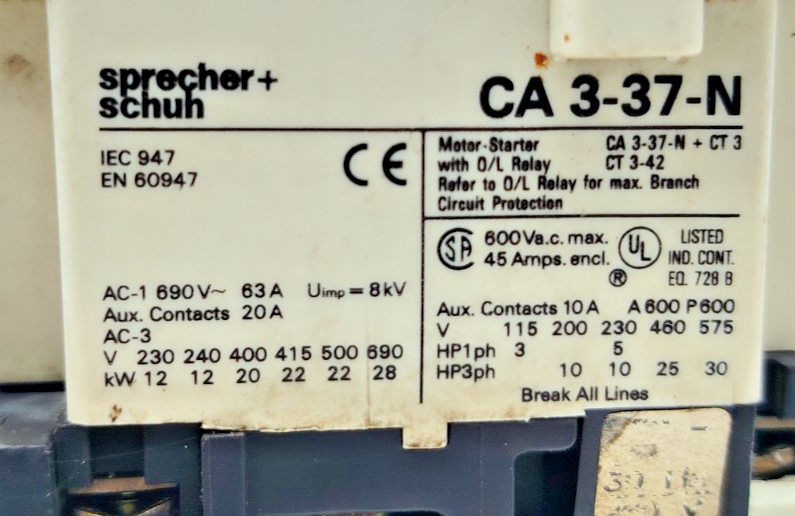 sprecher+
schuh
CA 3-37-N
IEC 947
EN 60947
CE
AC-1 690V~ 63A Uimp = 8kV
Aux. Contacts 20A
AC-3
V 230 240 400 415 500 690
kW 12 12 20 22 22 28
Motor-Starter CA 3-37-N + CT 3
with O/L Relay CT 3-42
Refer to O/L Relay for max. Branch
Circuit Protection
SA 600Va.c. max. UL LISTED
45 Amps. encl. ® IND. CONT.
EQ. 728 B
Aux. Contacts 10A A600 P600
V 115 200 230 460 575
HP1ph 3 5
HP3ph 10 10 25 30
Break All Lines